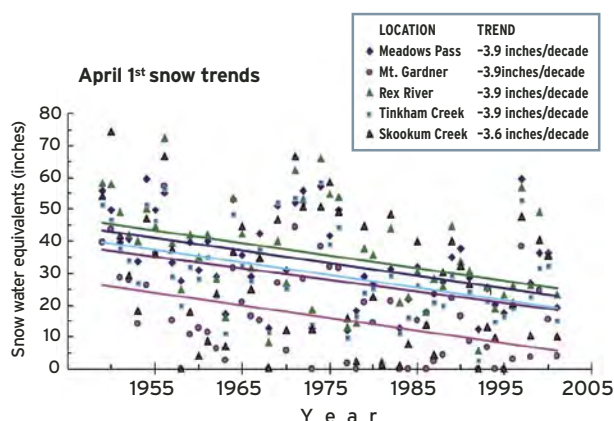 LOCATION TREND
Meadows Pass -3.9 inches/decade
Mt. Gardner -3.9inches/decade
Rex River -3.9 inches/decade
Tinkham Creek -3.9 inches/decade
Skookum Creek -3.6 inches/decade
April 1st snow trends
Snow water equivalents (inches)
80
70
60
50
40
30
20
10
0
1955 1965 1975 1985 1995 2005
Year